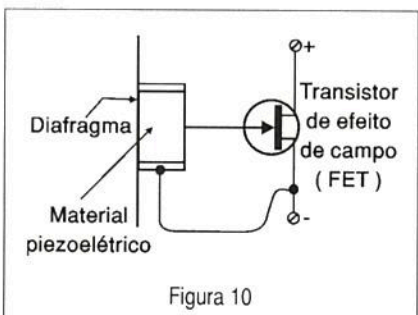 +
Diafragma
Transistor
de efeito
de campo
( FET )
Material
piezoelétrico
-
Figura 10